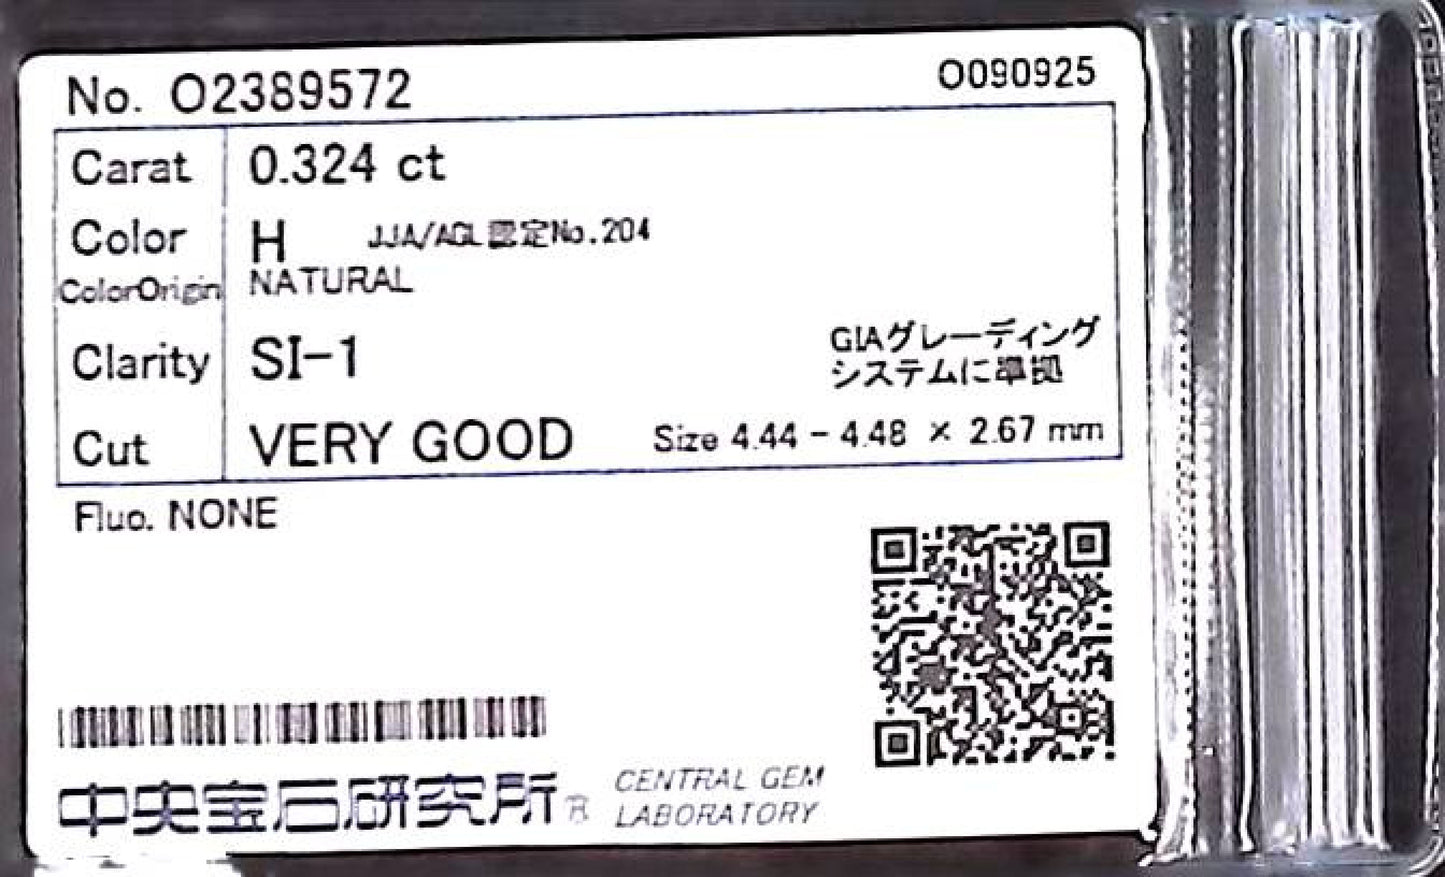 No. O2389572
O090925
Carat 0.324 ct
Color H JJA/AGL認定No.204
ColorOrigin NATURAL
Clarity SI-1
GIAグレーディング
システムに準拠
Cut VERY GOOD Size 4.44 - 4.48 × 2.67 mm
Fluo. NONE
中央宝石研究所®
CENTRAL GEM
LABORATORY